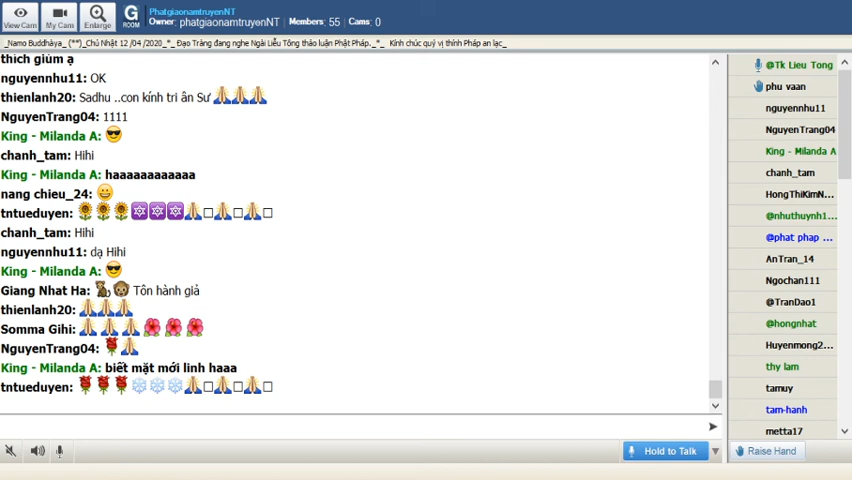 PhatgiaonamtruyenNT
Owner: phatgiaonamtruyenNT Members: 55 Cams: 0
View Cam My Cam Enlarge G ROOM
_Namo Buddhàya_ (**)_Chủ Nhật 12 /04 /2020_*_ Đạo Tràng đang nghe Ngài Liễu Tông thảo luận Phật Pháp._*_ Kính chúc quý vị thính Pháp an lạc_
thích giùm ạ
nguyennhu11: OK
thienlanh20: Sadhu ..con kính tri ân Sư 🙏🙏🙏
NguyenTrang04: 1111
King - Milanda A: 😎
chanh_tam: Hihi
King - Milanda A: haaaaaaaaaaaa
nang chieu_24: 😀
tntueduyen: 🌻🌻🌻🔯🔯🔯🙏□🙏□🙏□
chanh_tam: Hihi
nguyennhu11: dạ Hihi
King - Milanda A: 😎
Giang Nhat Ha: 🐒🐵 Tôn hành giả
thienlanh20: 🙏🙏🙏
Somma Gihi: 🙏🙏🙏🌺🌺🌺
NguyenTrang04: 🌹🙏
King - Milanda A: biết mặt mới linh haaa
tntueduyen: 🌹🌹🌹❄️❄️❄️🙏□🙏□🙏□
@Tk Lieu Tong
phu vaan
nguyennhu11
NguyenTrang04
King - Milanda A
chanh_tam
HongThiKimN...
@nhuthuynh1...
@phat phap ...
AnTran_14
Ngochan111
@TranDao1
@hongnhat
Huyenmong2...
thy lam
tamuy
tam-hanh
metta17
Hold to Talk
Raise Hand